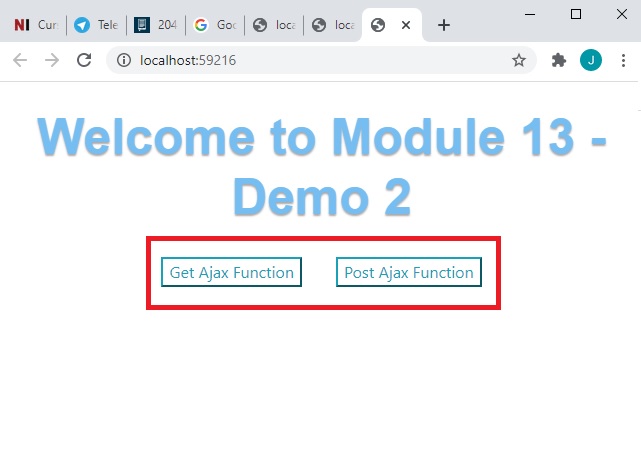 NI Cur Tele 204 Goo loca loca
localhost:59216
J
Welcome to Module 13 -
Demo 2
Get Ajax Function Post Ajax Function